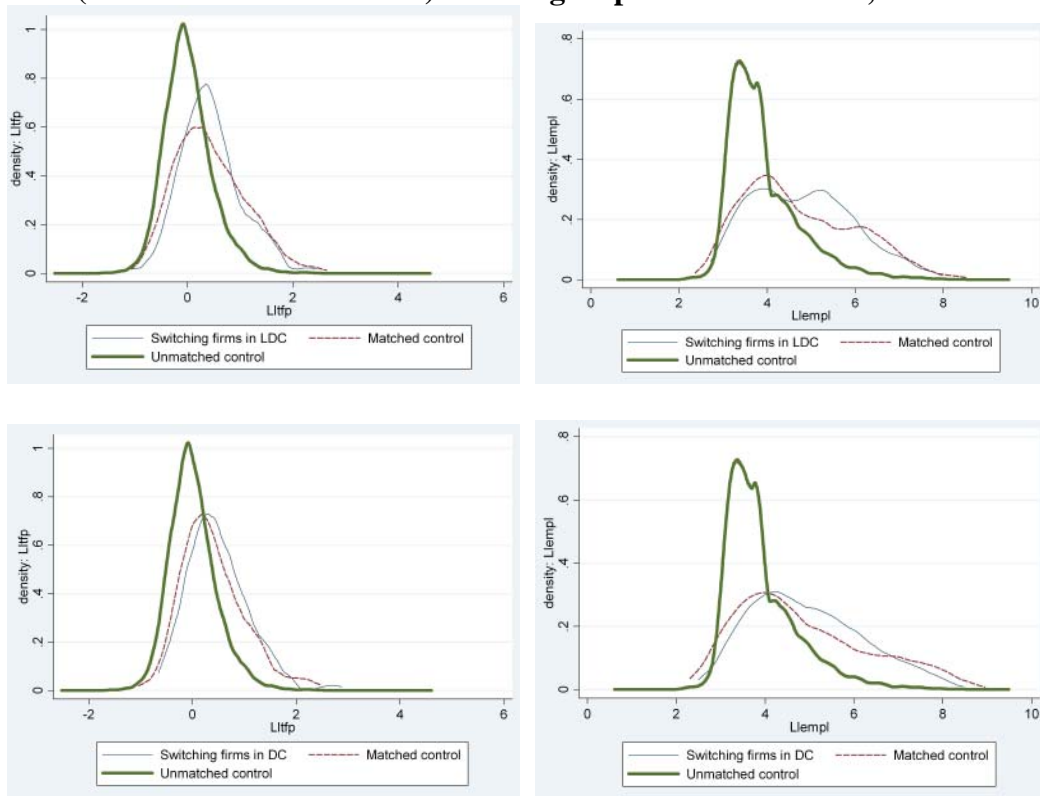 density: Lltfp
1
.8
.6
.4
.2
0
-2 0 2 4 6
Lltfp
Switching firms in LDC Matched control
Unmatched control
density: Llempl
.8
.6
.4
.2
0
0 2 4 6 8 10
Llempl
Switching firms in LDC Matched control
Unmatched control
density: Lltfp
1
.8
.6
.4
.2
0
-2 0 2 4 6
Lltfp
Switching firms in DC Matched control
Unmatched control
density: Llempl
.8
.6
.4
.2
0
0 2 4 6 8 10
Llempl
Switching firms in DC Matched control
Unmatched control